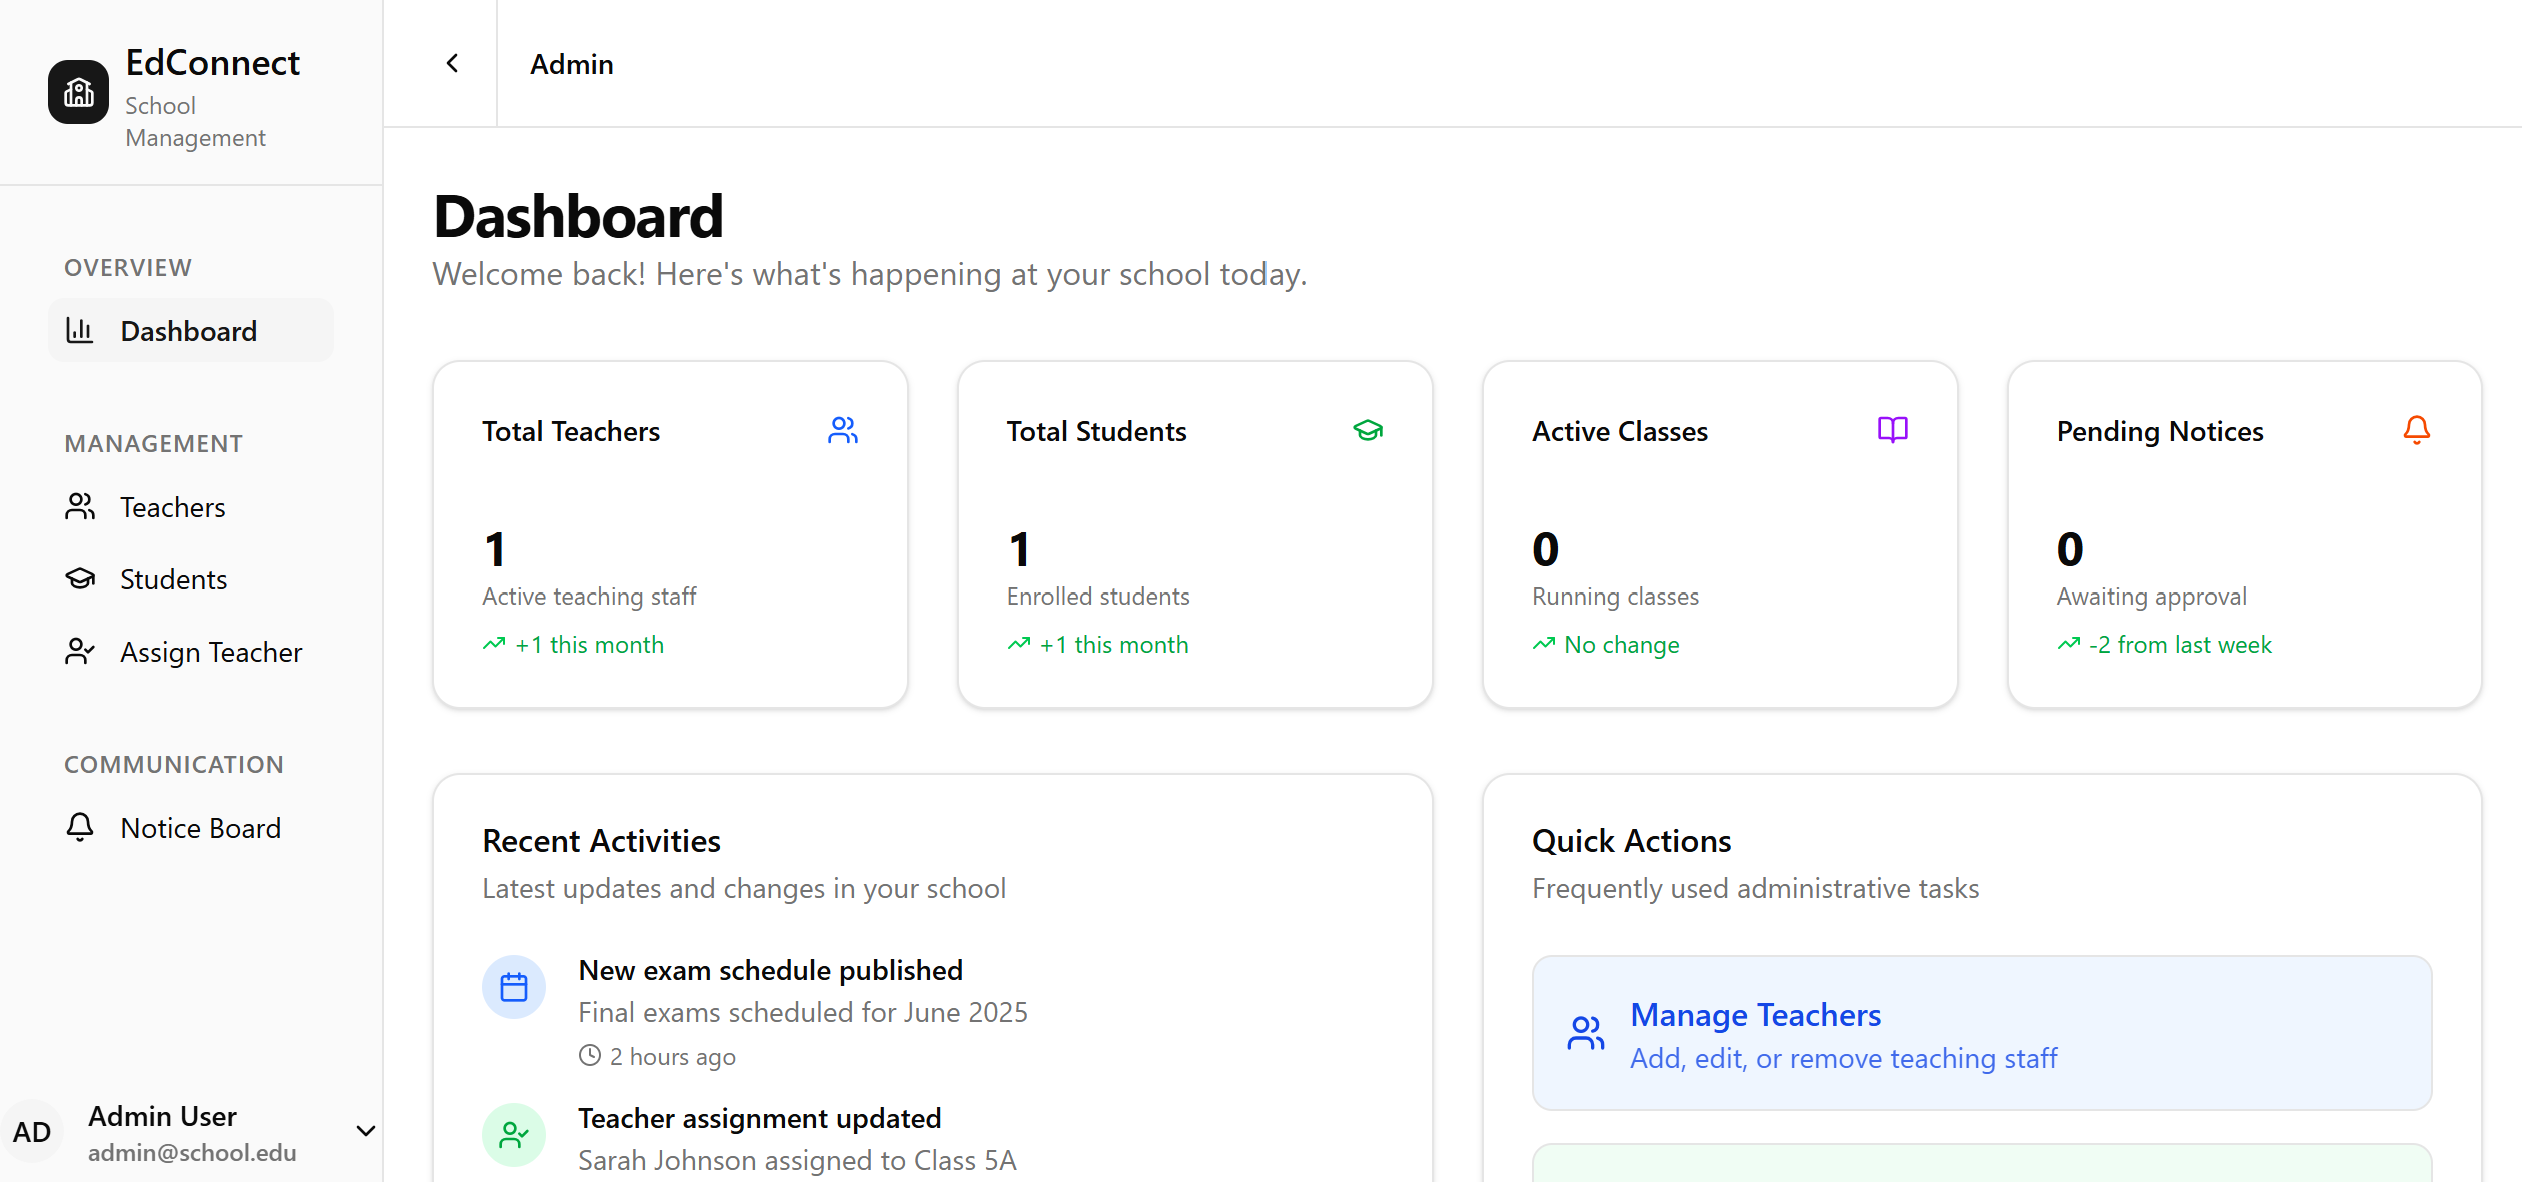 EdConnect
School
Management
OVERVIEW
Dashboard
MANAGEMENT
Teachers
Students
Assign Teacher
COMMUNICATION
Notice Board
AD
Admin User
admin@school.edu
Admin
Dashboard
Welcome back! Here's what's happening at your school today.
Total Teachers
1
Active teaching staff
+1 this month
Total Students
1
Enrolled students
+1 this month
Active Classes
0
Running classes
No change
Pending Notices
0
Awaiting approval
-2 from last week
Recent Activities
Latest updates and changes in your school
New exam schedule published
Final exams scheduled for June 2025
2 hours ago
Teacher assignment updated
Sarah Johnson assigned to Class 5A
Quick Actions
Frequently used administrative tasks
Manage Teachers
Add, edit, or remove teaching staff